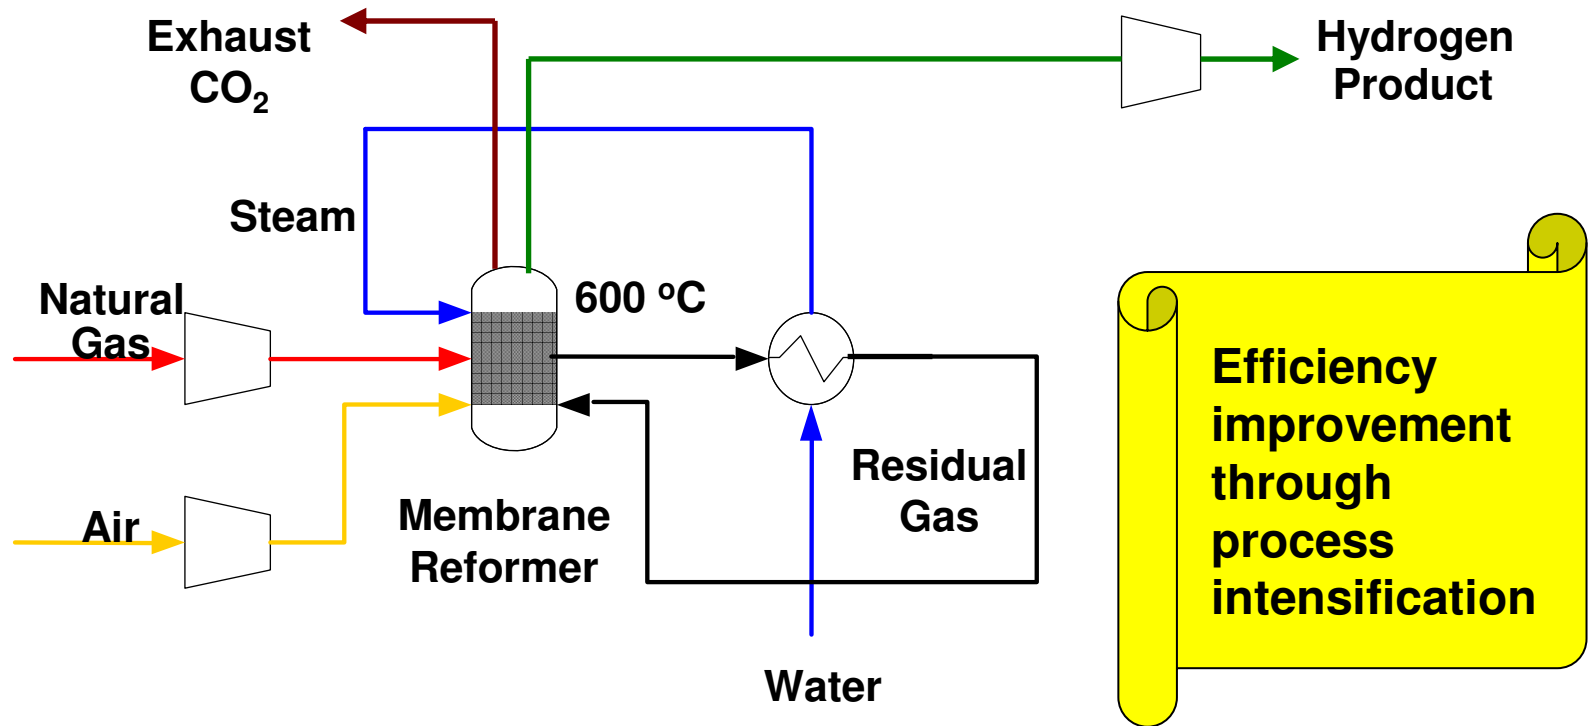 Exhaust
CO₂
Hydrogen
Product
Steam
Natural
Gas
600 ºC
Air
Membrane
Reformer
Residual
Gas
Water
Efficiency
improvement
through
process
intensification